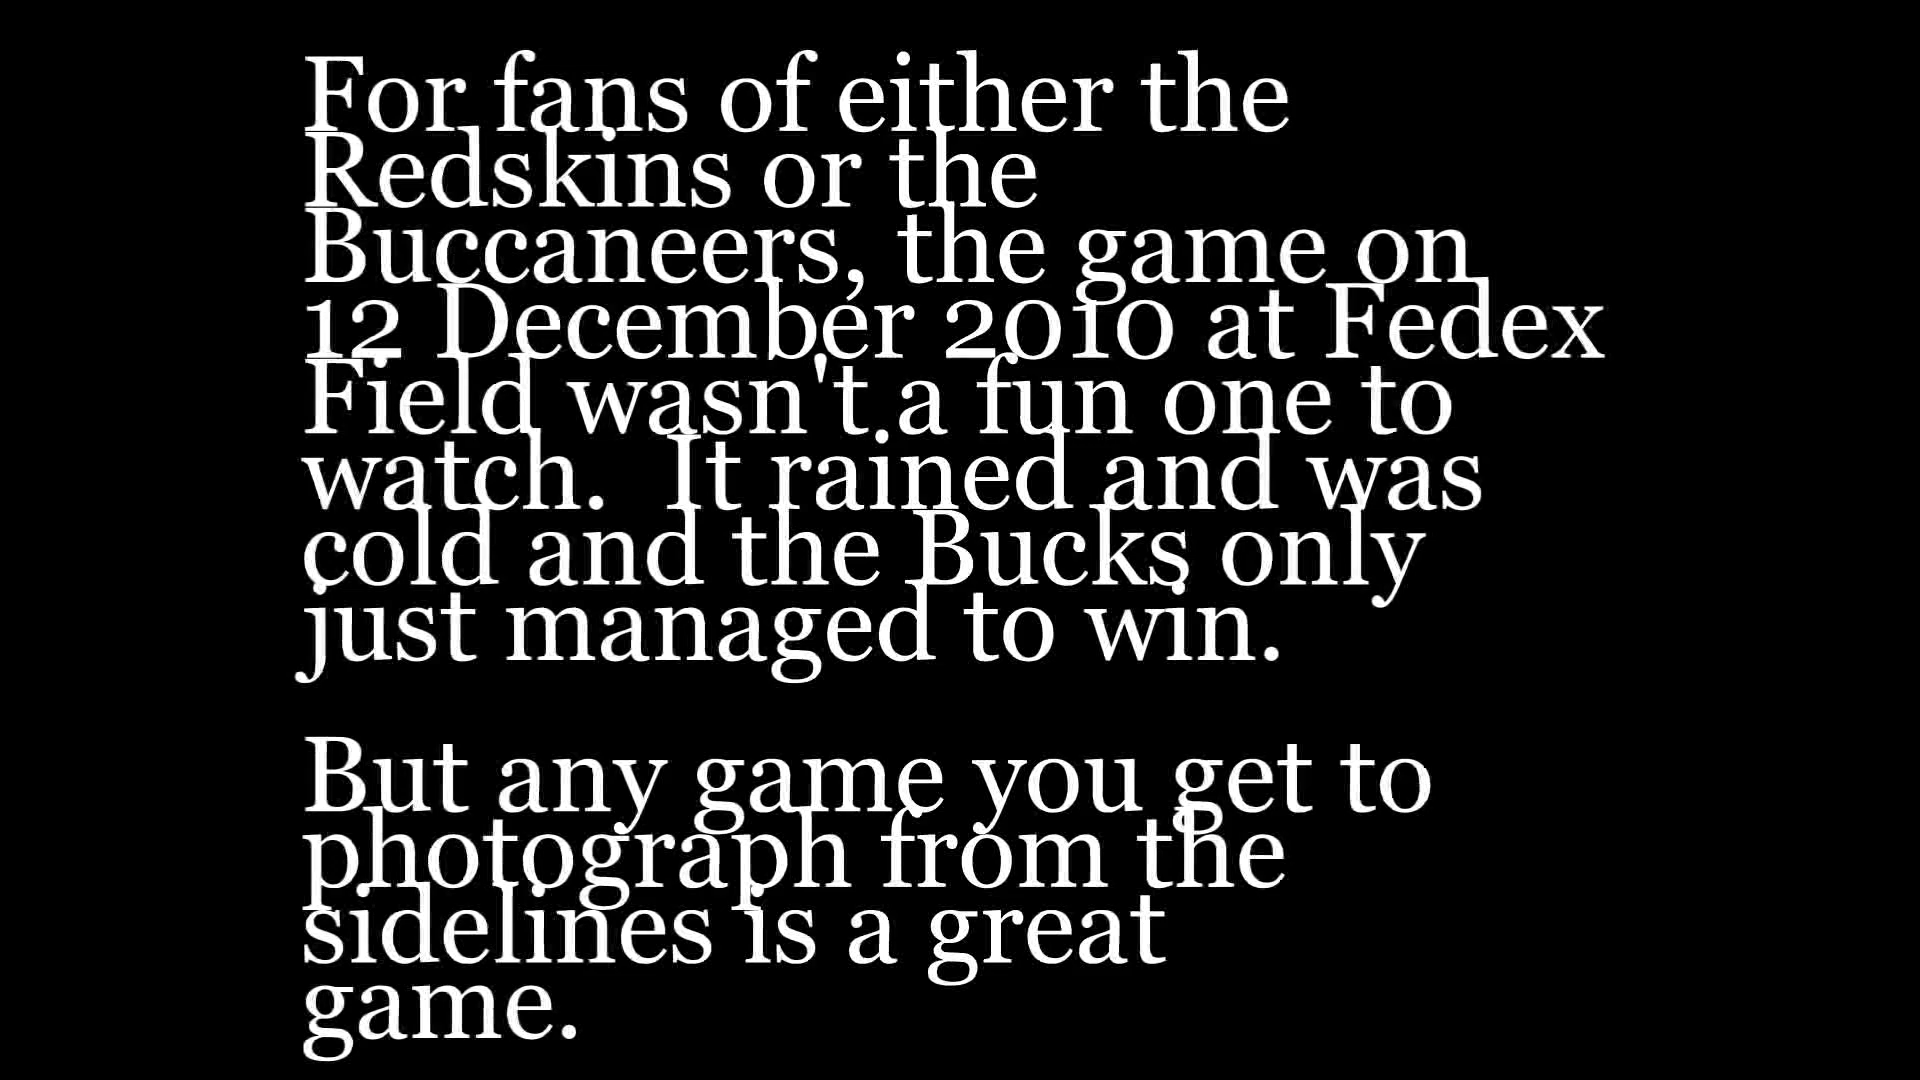 For fans of either the
Redskins or the
Buccaneers, the game on
12 December 2010 at Fedex
Field wasn't a fun one to
watch.  It rained and was
cold and the Bucks only
just managed to win.
But any game you get to
photograph from the
sidelines is a great
game.